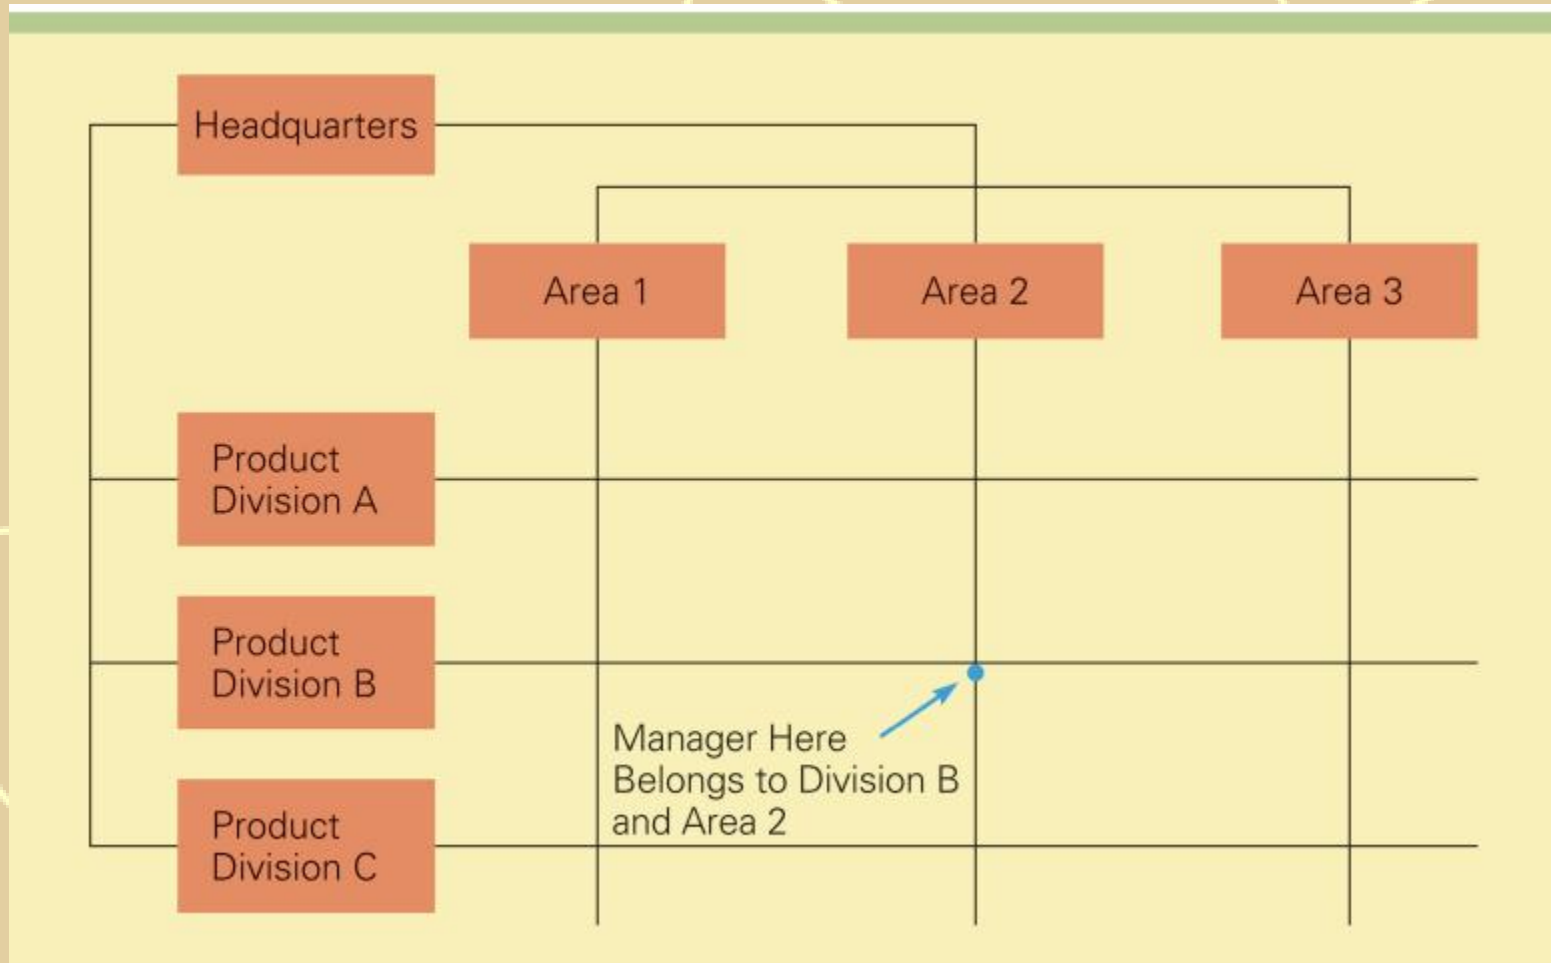 Headquarters
Area 1
Area 2
Area 3
Product
Division A
Product
Division B
Manager Here
Belongs to Division B
and Area 2
Product
Division C